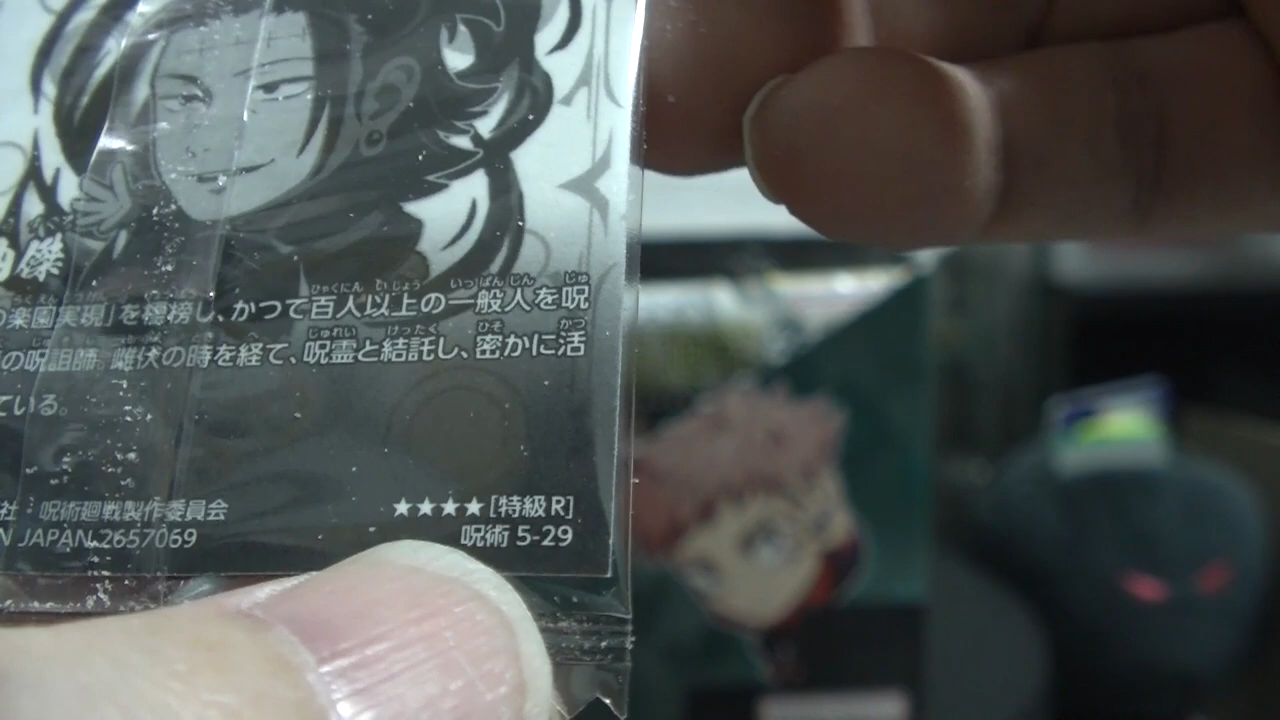 油傑
の楽園実現」を標榜し、かつて百人以上の一般人を呪
の呪詛師。雌伏の時を経て、呪霊と結託し、密かに活
ている。
社：呪術廻戦製作委員会
★★★★[特級R]
N JAPAN 2657069
呪術 5-29